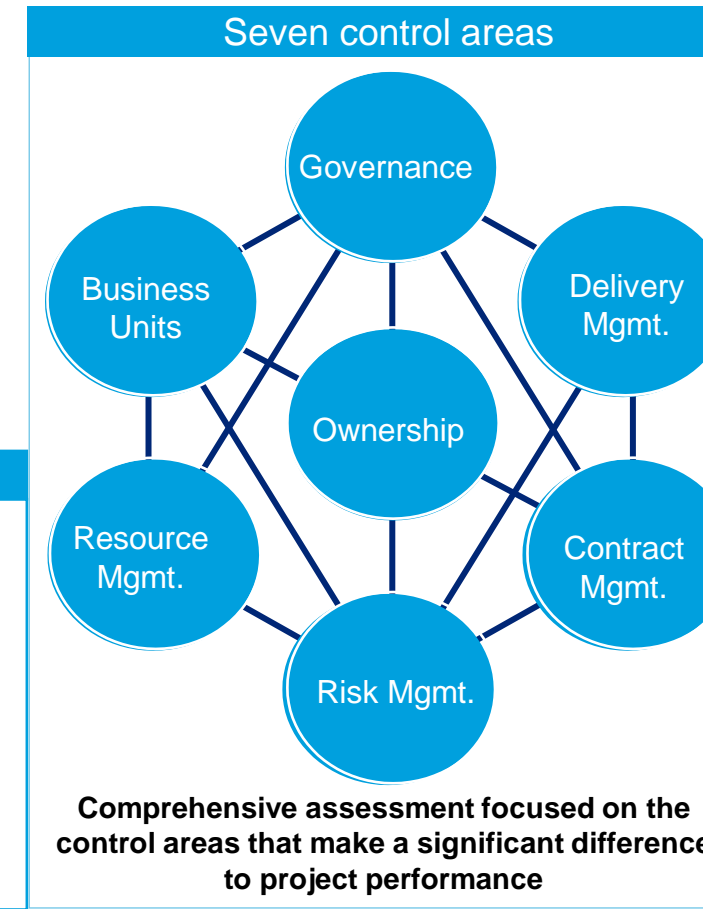 Seven control areas
Governance
Business
Units
Delivery
Mgmt.
Ownership
Resource
Mgmt.
Contract
Mgmt.
Risk Mgmt.
Comprehensive assessment focused on the
control areas that make a significant difference
to project performance